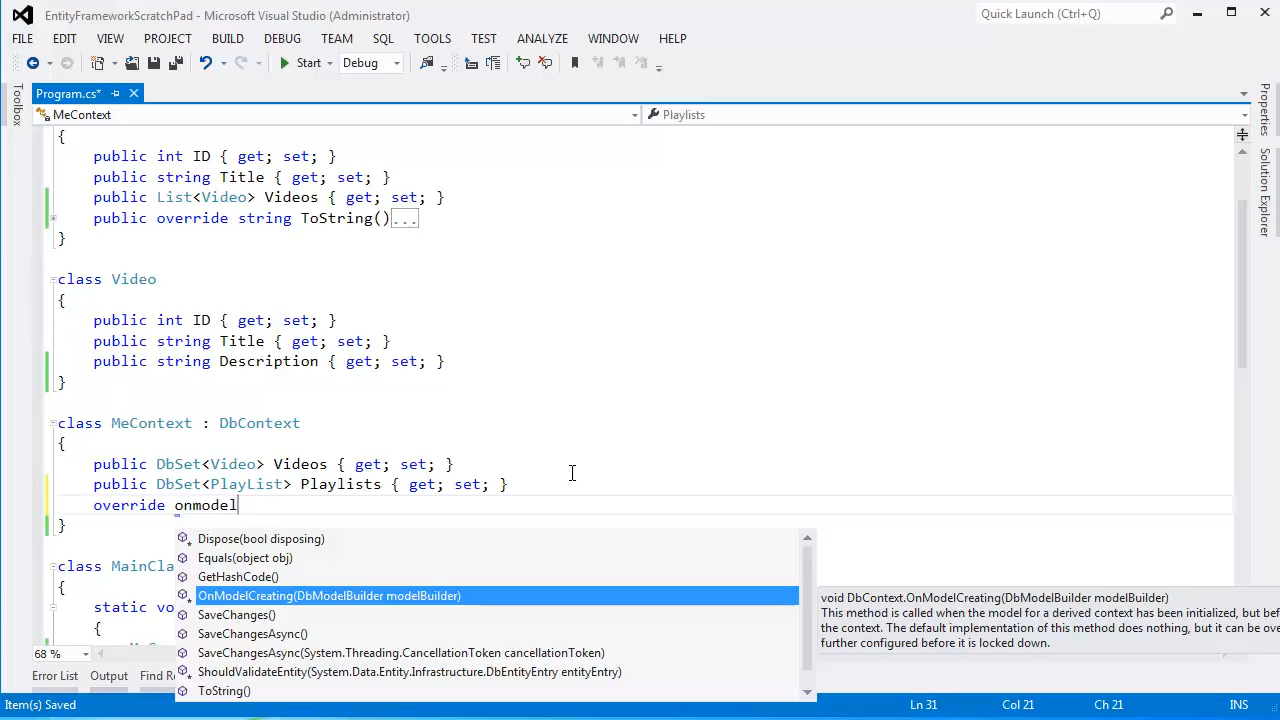 EntityFrameworkScratchPad - Microsoft Visual Studio (Administrator)
Quick Launch (Ctrl+Q)
FILE EDIT VIEW PROJECT BUILD DEBUG TEAM SQL TOOLS TEST ANALYZE WINDOW HELP
Start Debug
Toolbox
Program.cs*
Properties
Solution Explorer
MeContext Playlists
{
public int ID { get; set; }
public string Title { get; set; }
public List<Video> Videos { get; set; }
public override string ToString()...
}
class Video
{
public int ID { get; set; }
public string Title { get; set; }
public string Description { get; set; }
}
class MeContext : DbContext
{
public DbSet<Video> Videos { get; set; }
public DbSet<PlayList> Playlists { get; set; }
override onmodel
}
Dispose(bool disposing)
Equals(object obj)
class MainCla
GetHashCode()
{
OnModelCreating(DbModelBuilder modelBuilder)
void DbContext.OnModelCreating(DbModelBuilder modelBuilder)
This method is called when the model for a derived context has been initialized, but bef
the context. The default implementation of this method does nothing, but it can be ove
further configured before it is locked down.
static vo
SaveChanges()
{
SaveChangesAsync()
SaveChangesAsync(System.Threading.CancellationToken cancellationToken)
ShouldValidateEntity(System.Data.Entity.Infrastructure.DbEntityEntry entityEntry)
ToString()
68 %
Error List Output Find Re
Item(s) Saved Ln 31 Col 21 Ch 21 INS